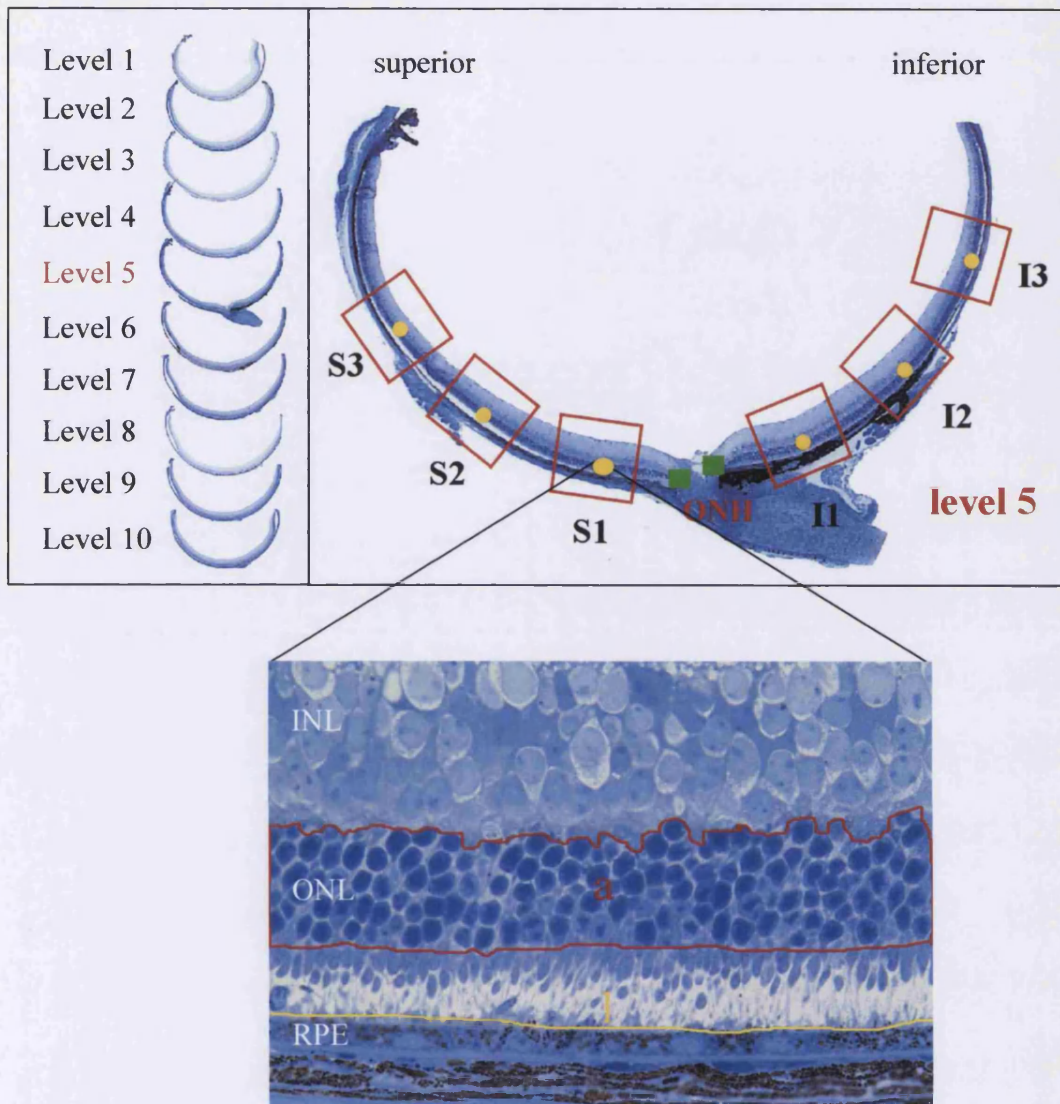 Level 1
Level 2
Level 3
Level 4
Level 5
Level 6
Level 7
Level 8
Level 9
Level 10
superior
inferior
S3
S2
S1
ONH
I1
I2
I3
level 5
INL
ONL
a
l
RPE